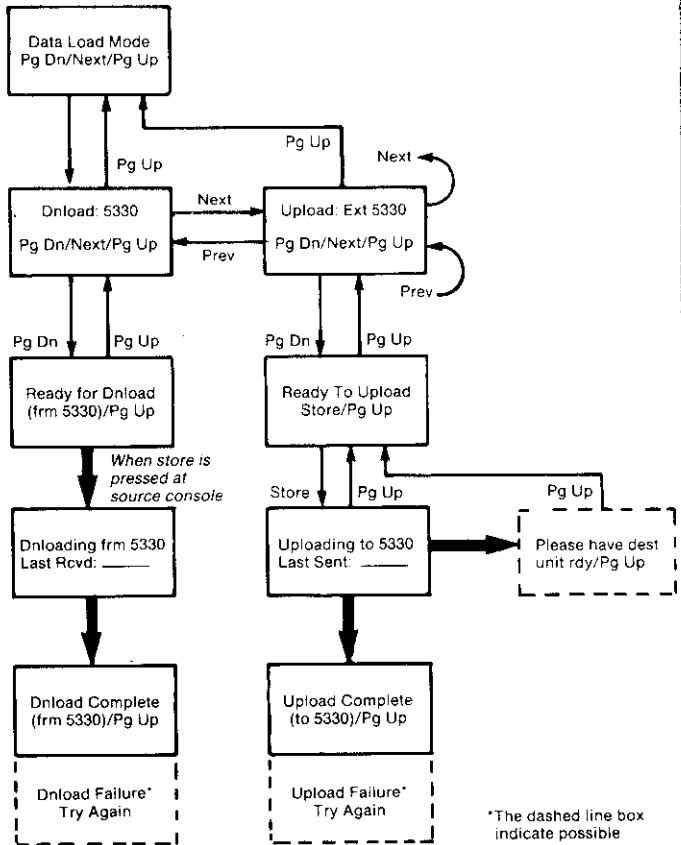 Data Load Mode
Pg Dn/Next/Pg Up
Pg Up
Pg Up
Next
Dnload: 5330
Pg Dn/Next/Pg Up
Next
Prev
Upload: Ext 5330
Pg Dn/Next/Pg Up
Prev
Pg Dn
Pg Up
Pg Dn
Pg Up
Ready for Dnload
(frm 5330)/Pg Up
Ready To Upload
Store/Pg Up
When store is
pressed at
source console
Store
Pg Up
Pg Up
Dnloading frm 5330
Last Rcvd: _____
Uploading to 5330
Last Sent: _____
Please have dest
unit rdy/Pg Up
Dnload Complete
(frm 5330)/Pg Up
Upload Complete
(to 5330)/Pg Up
Dnload Failure*
Try Again
Upload Failure*
Try Again
*The dashed line box
indicate possible